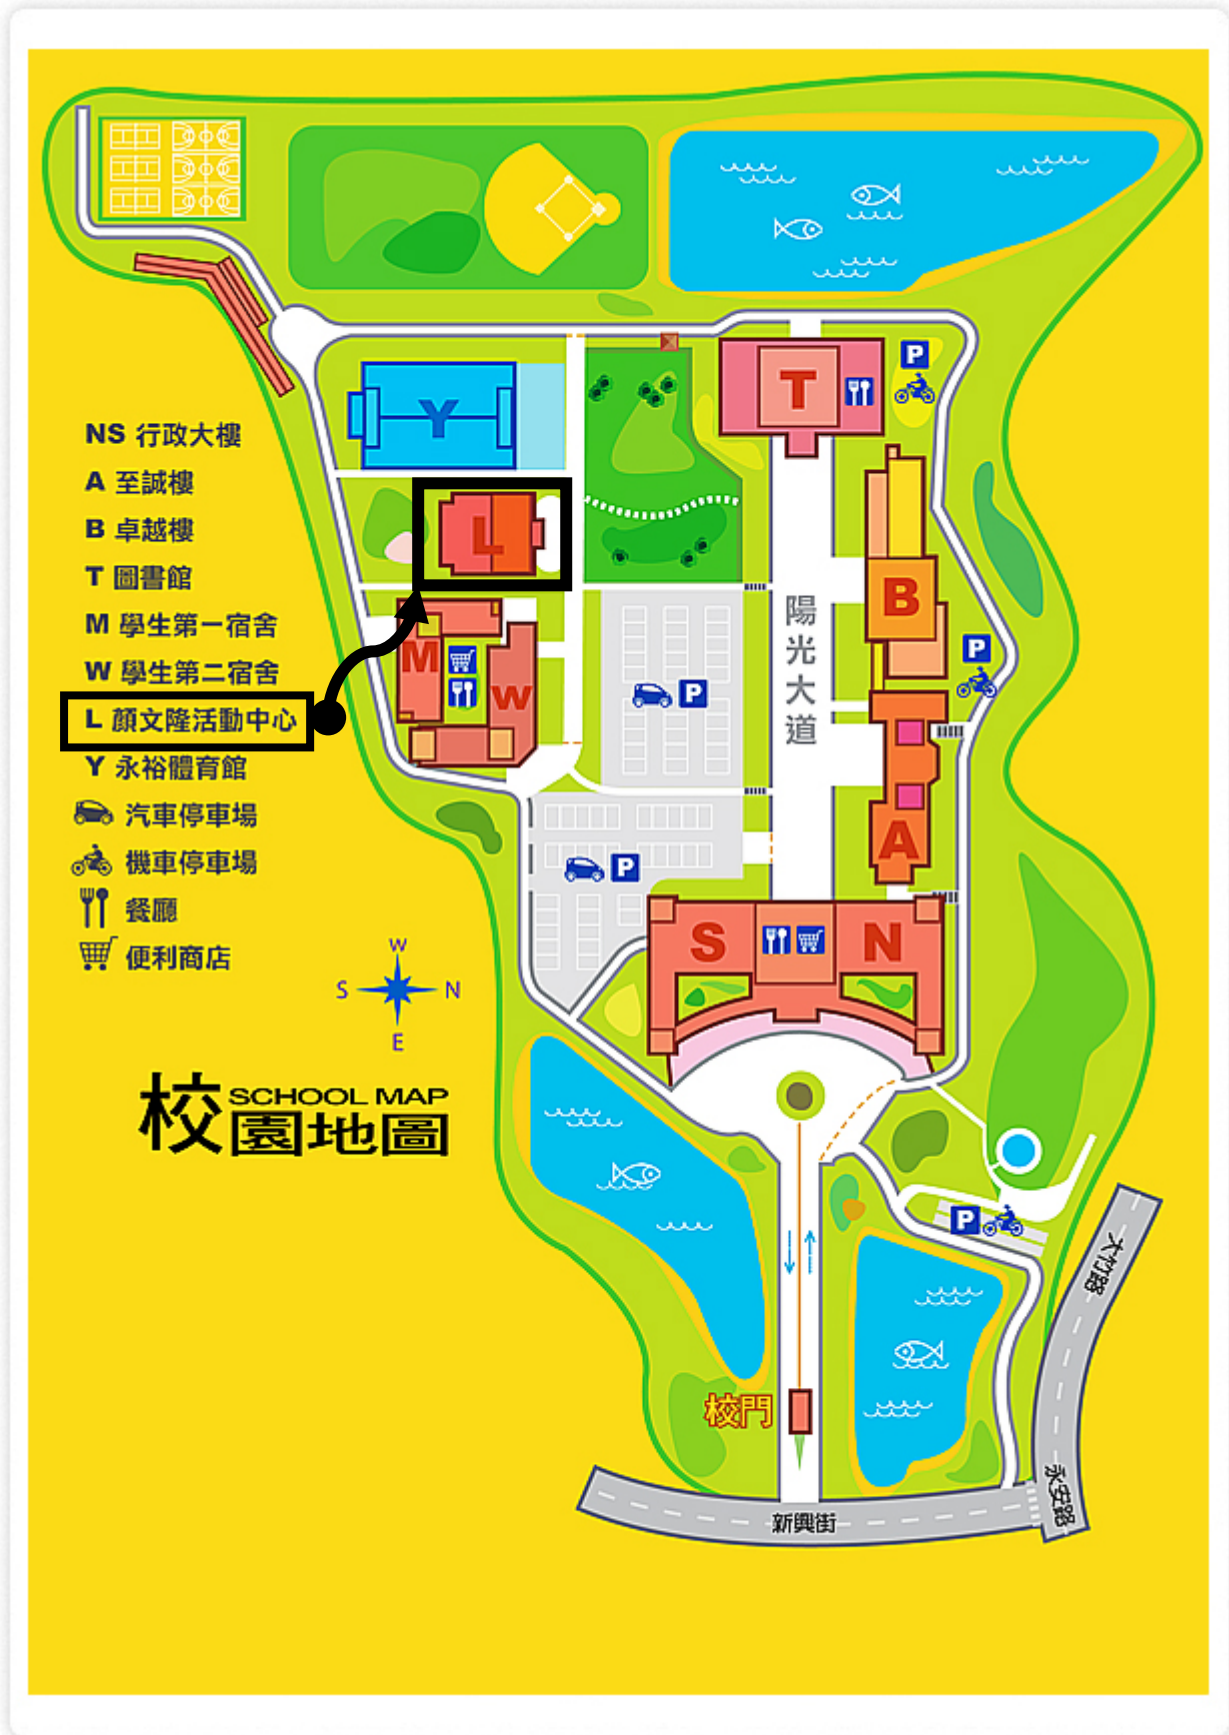 NS 行政大樓
A 至誠樓
B 卓越樓
T 圖書館
M 學生第一宿舍
W 學生第二宿舍
L 顏文隆活動中心
Y 永裕體育館
汽車停車場
機車停車場
餐廳
便利商店
W
S N
E
校園地圖
SCHOOL MAP
Y
T
P
L
B
陽光大道
M
W
P
P
A
P
S
N
P
大竹路
校門
永安路
新興街